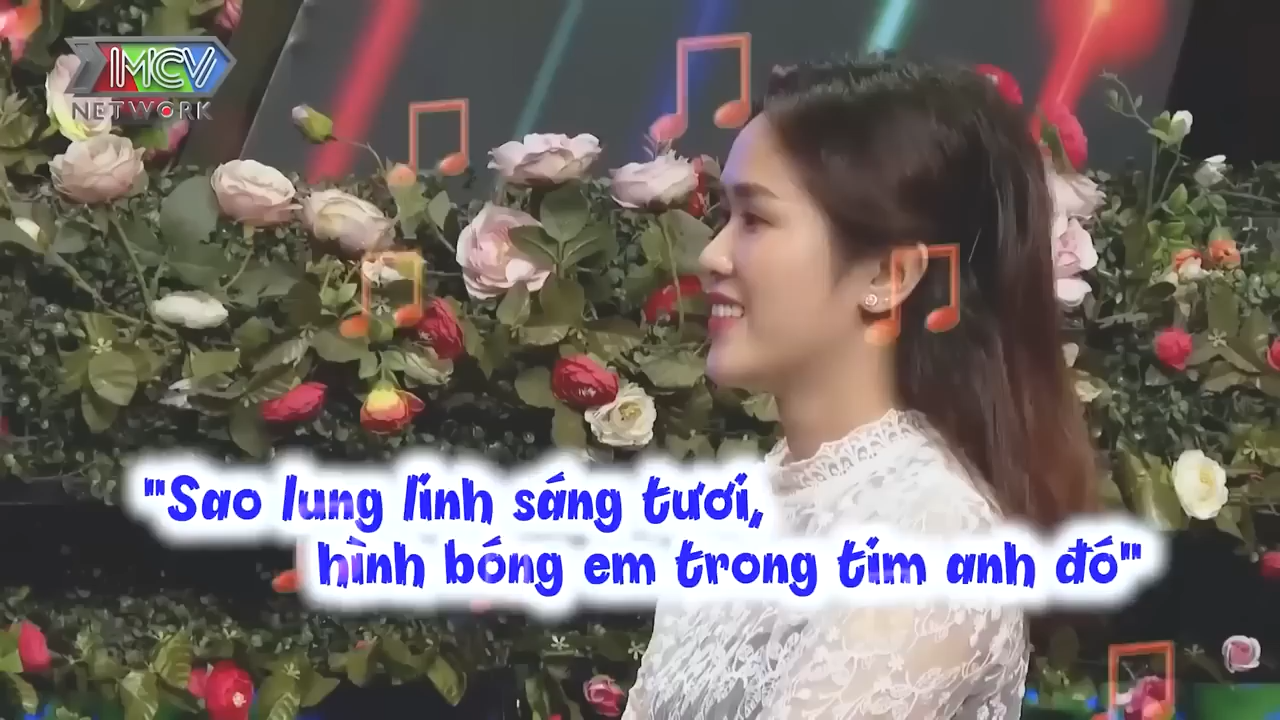 MCV
NETWORK
"'Sao lung linh sáng tươi,
hình bóng em trong tim anh đó'"